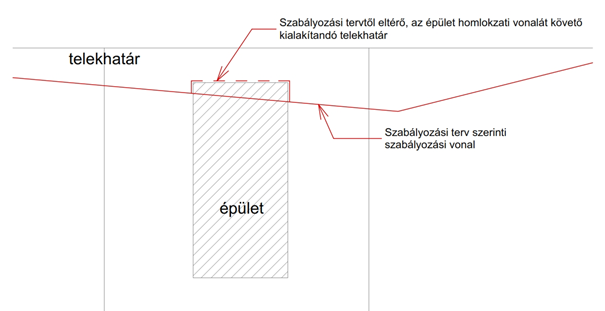 Szabályozási tervtől eltérő, az épület homlokzati vonalát követő
kialakítandó telekhatár
telekhatár
Szabályozási terv szerinti
szabályozási vonal
épület